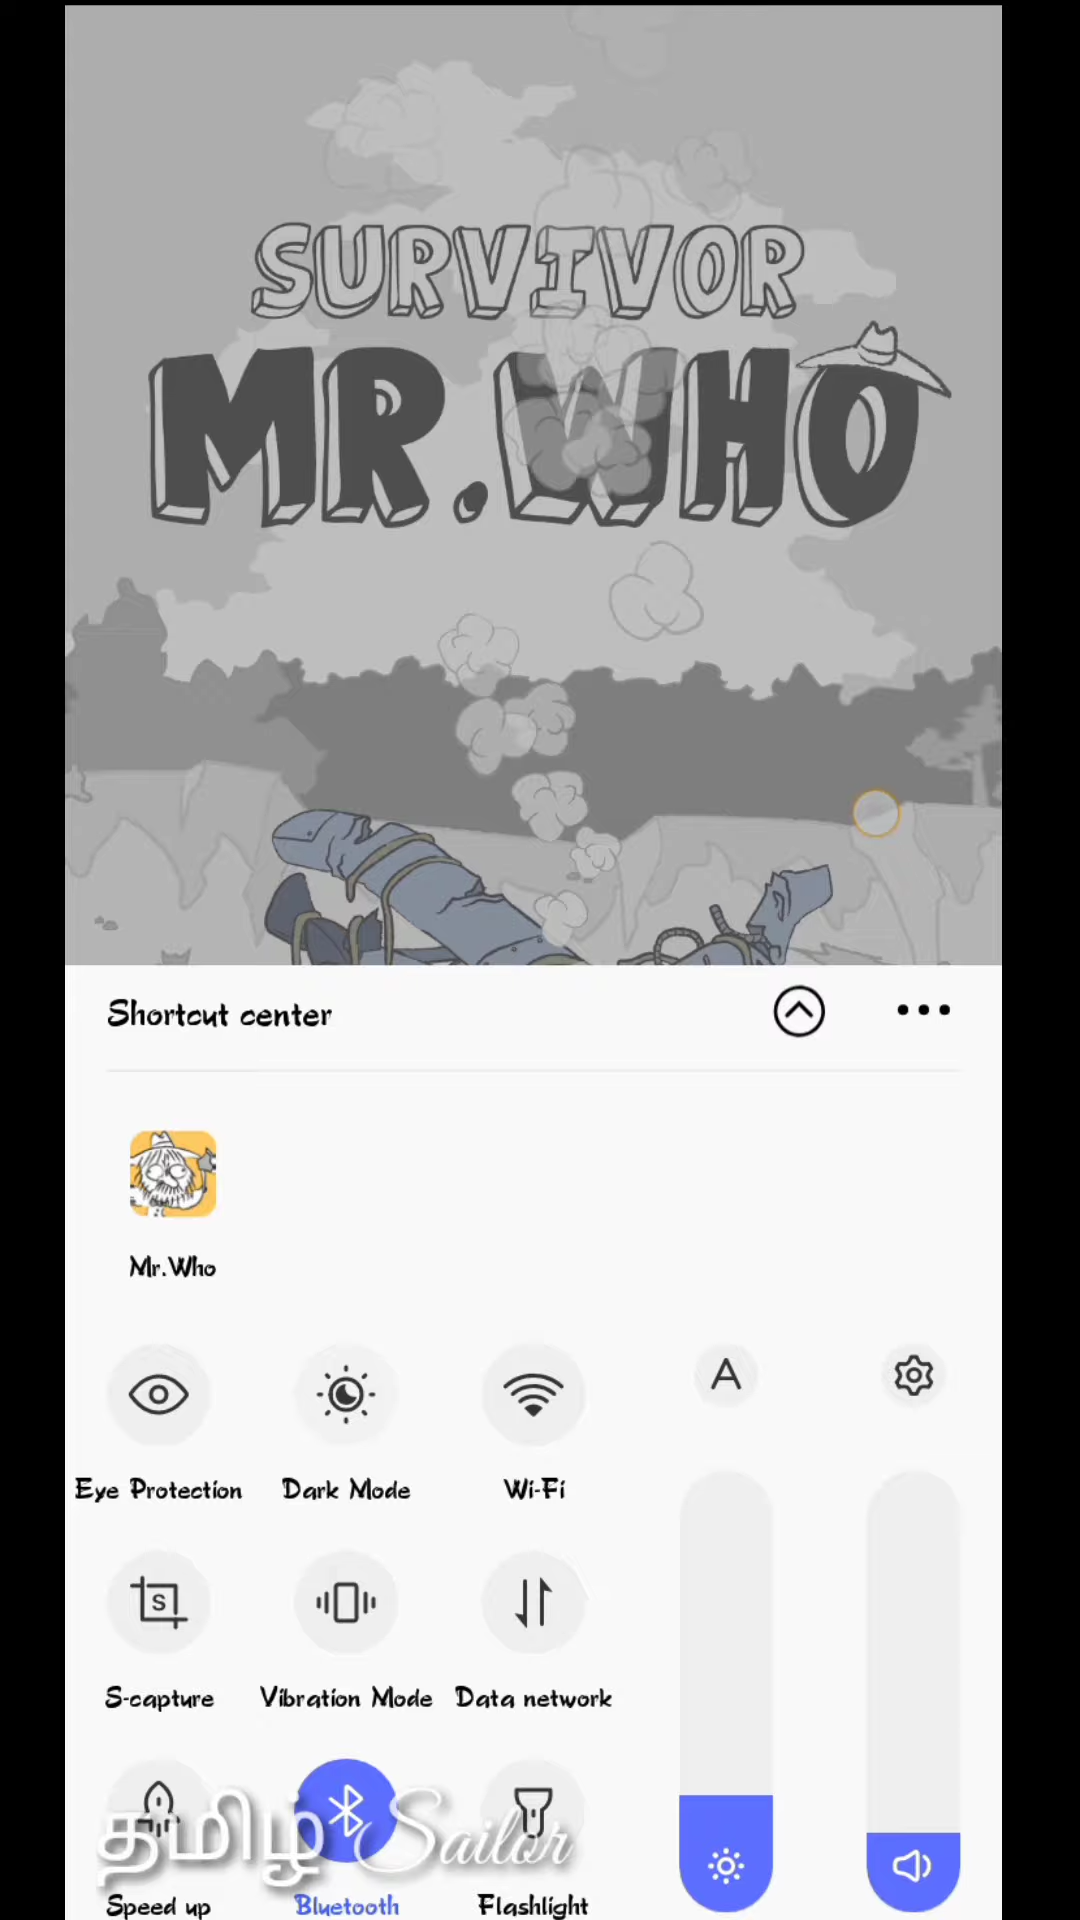 SURVIVOR
MR.WHO
Shortcut center
Mr.Who
A
Eye Protection Dark Mode Wi-Fi
S
S-capture Vibration Mode Data network
தமிழ் Sailor
Speed up Bluetooth Flashlight